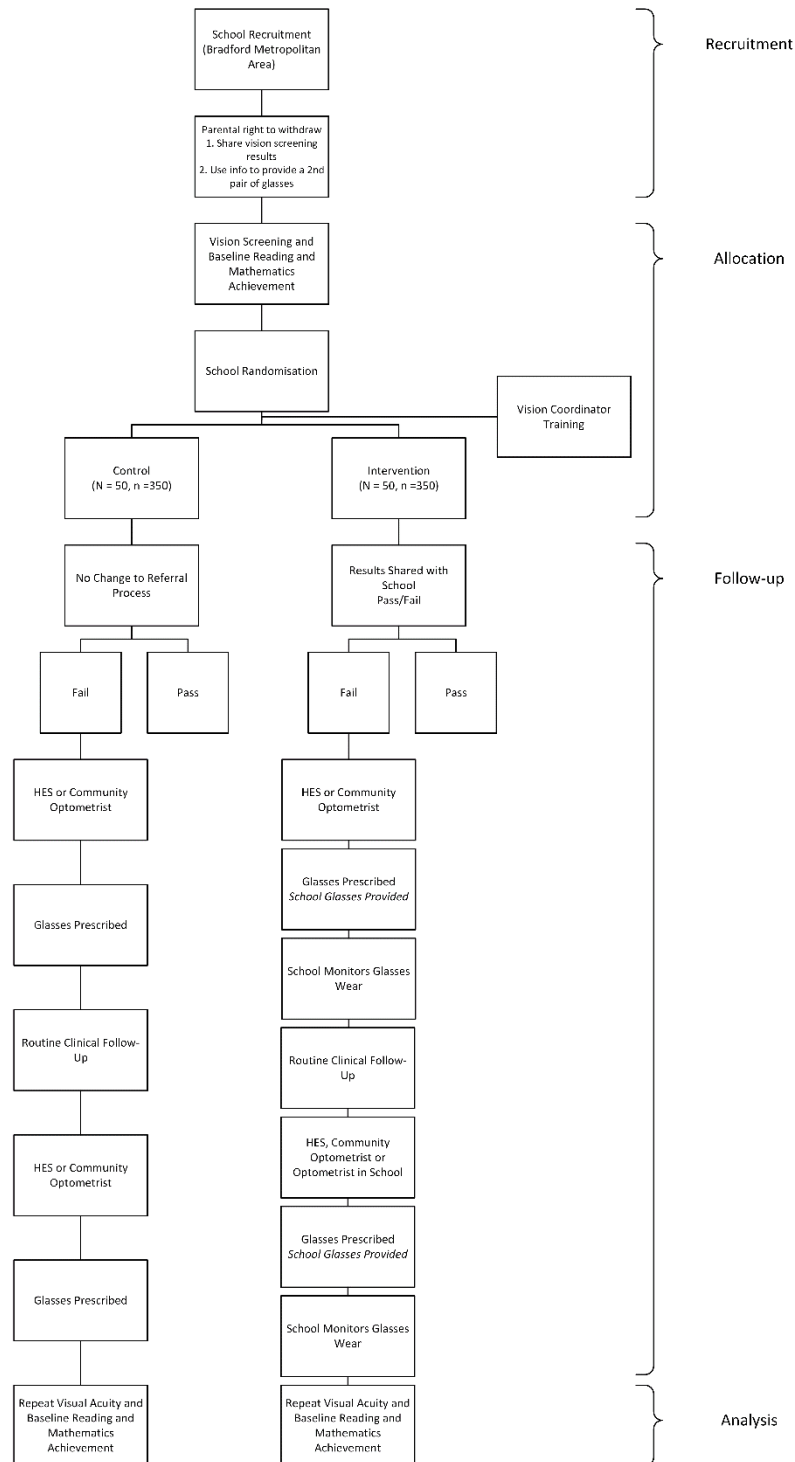 School Recruitment
(Bradford Metropolitan
Area)
Recruitment
Parental right to withdraw
1. Share vision screening
results
2. Use info to provide a 2nd
pair of glasses
Vision Screening and
Baseline Reading and
Mathematics
Achievement
Allocation
School Randomisation
Vision Coordinator
Training
Control
(N = 50, n =350)
Intervention
(N = 50, n =350)
No Change to Referral
Process
Results Shared with
School
Pass/Fail
Follow-up
Fail
Pass
Fail
Pass
HES or Community
Optometrist
Glasses Prescribed
Routine Clinical Follow-
Up
HES or Community
Optometrist
Glasses Prescribed
Repeat Visual Acuity and
Baseline Reading and
Mathematics
Achievement
HES or Community
Optometrist
Glasses Prescribed
School Glasses Provided
School Monitors Glasses
Wear
Routine Clinical Follow-
Up
HES, Community
Optometrist or
Optometrist in School
Glasses Prescribed
School Glasses Provided
School Monitors Glasses
Wear
Repeat Visual Acuity and
Baseline Reading and
Mathematics
Achievement
Analysis